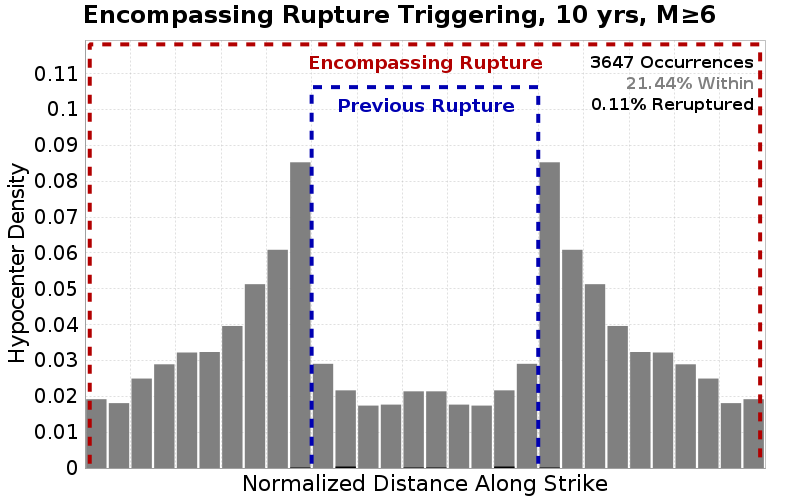 Encompassing Rupture Triggering, 10 yrs, M≥6
Encompassing Rupture
3647 Occurrences
21.44% Within
0.11% Reruptured
Previous Rupture
Hypocenter Density
0.11
0.1
0.09
0.08
0.07
0.06
0.05
0.04
0.03
0.02
0.01
0
Normalized Distance Along Strike